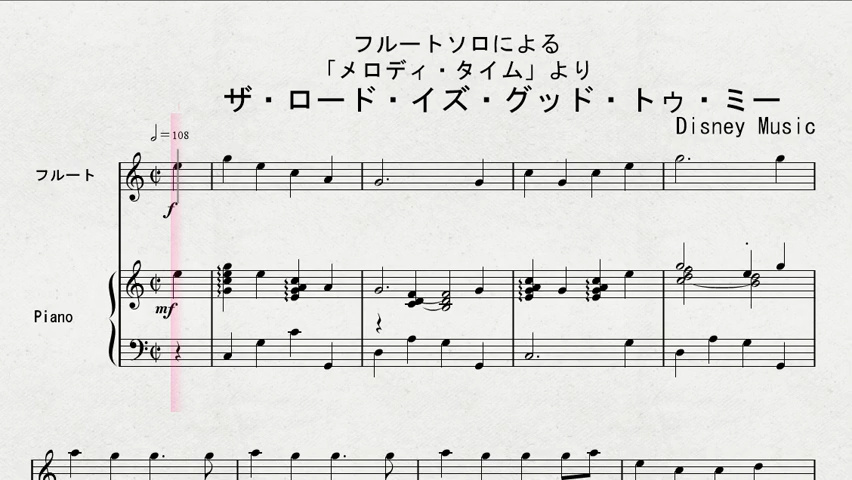 フルートソロによる
「メロディ・タイム」より
ザ・ロード・イズ・グッド・トゥ・ミー
Disney Music
=108
フルート
f
mf
Piano